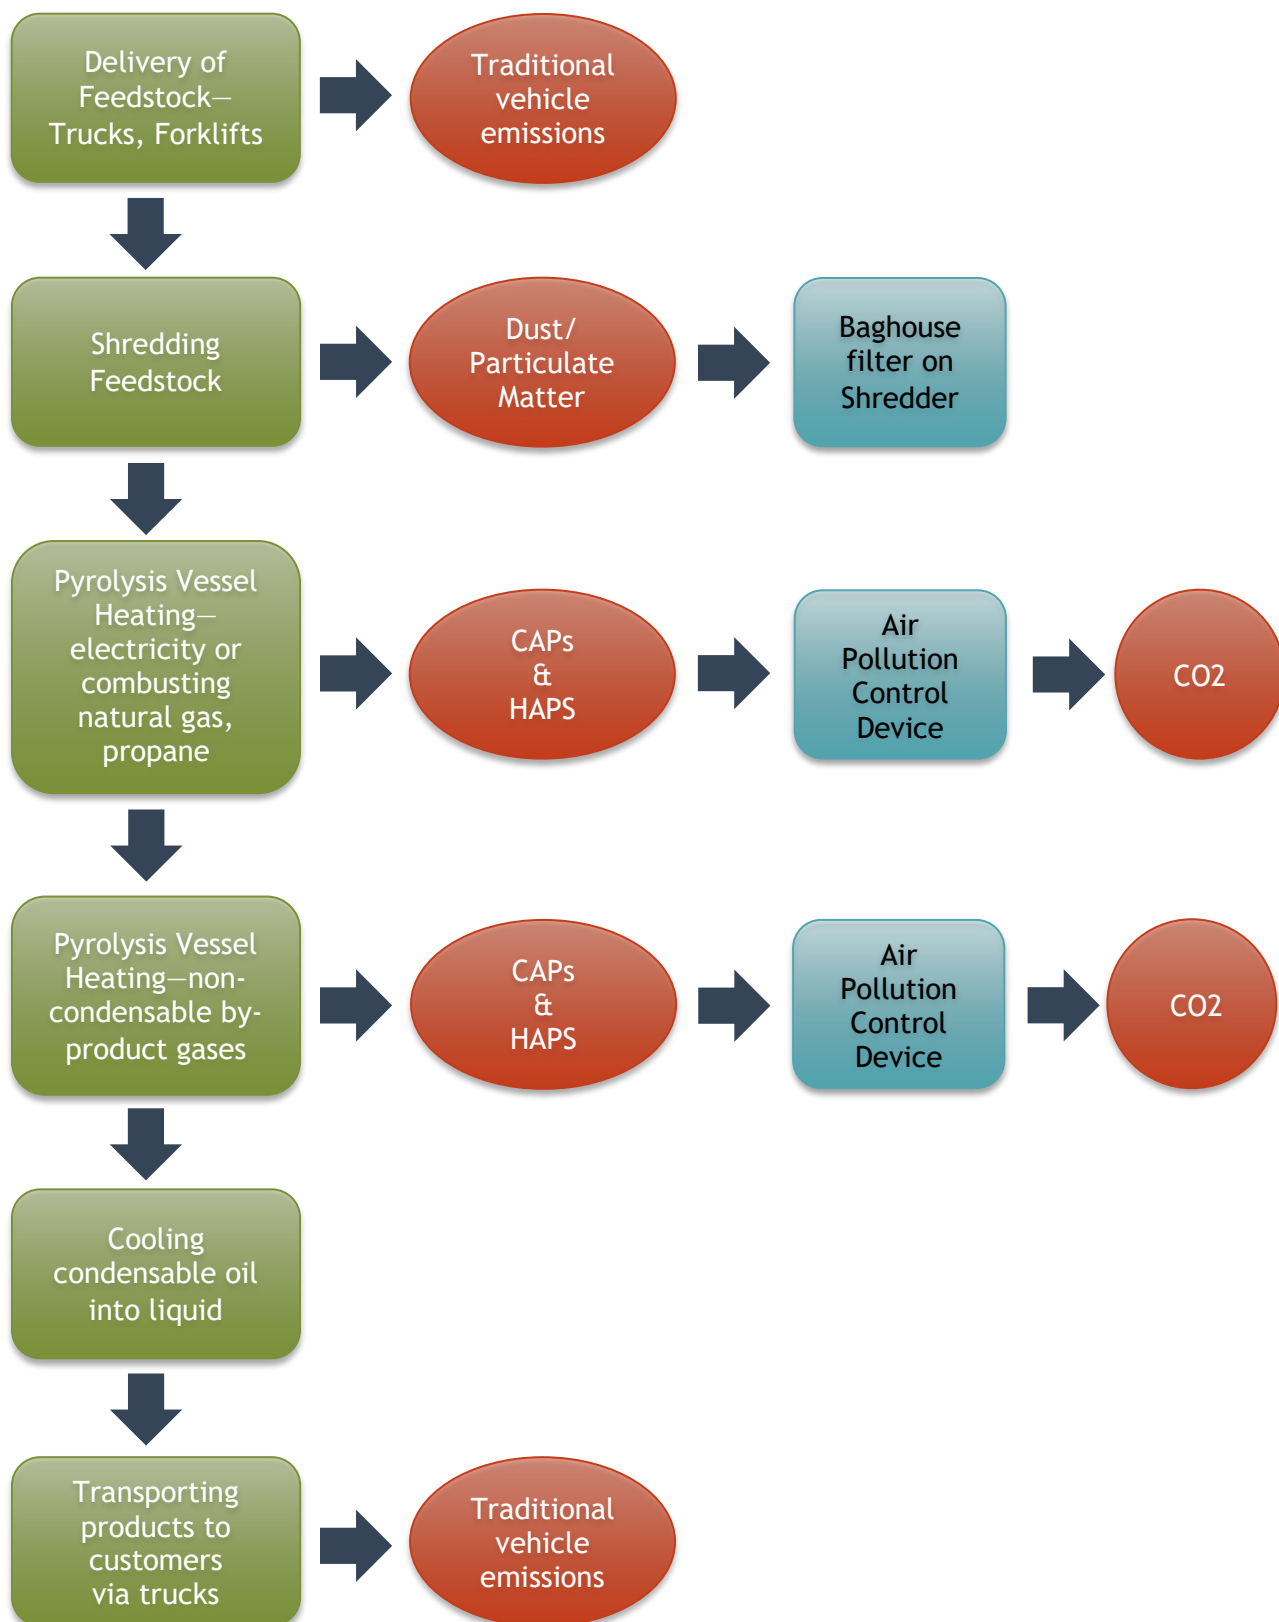 Delivery of
Feedstock—
Trucks, Forklifts
Traditional
vehicle
emissions
Shredding
Feedstock
Dust/
Particulate
Matter
Baghouse
filter on
Shredder
Pyrolysis Vessel
Heating—
electricity or
combusting
natural gas,
propane
CAPs
&
HAPS
Air
Pollution
Control
Device
CO2
Pyrolysis Vessel
Heating—non-
condensable by-
product gases
CAPs
&
HAPS
Air
Pollution
Control
Device
CO2
Cooling
condensable oil
into liquid
Transporting
products to
customers
via trucks
Traditional
vehicle
emissions